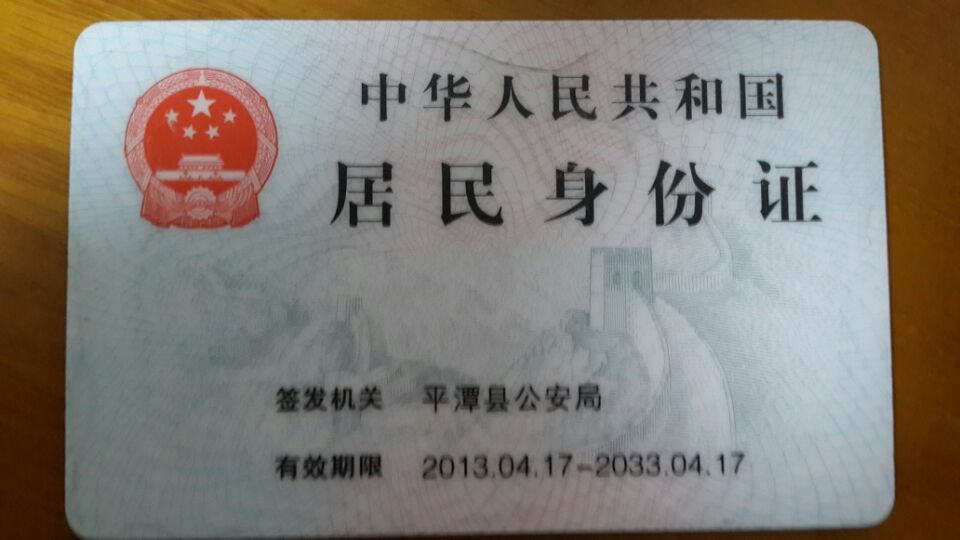 中华人民共和国
居民身份证
签发机关 平潭县公安局
有效期限 2013.04.17-2033.04.17